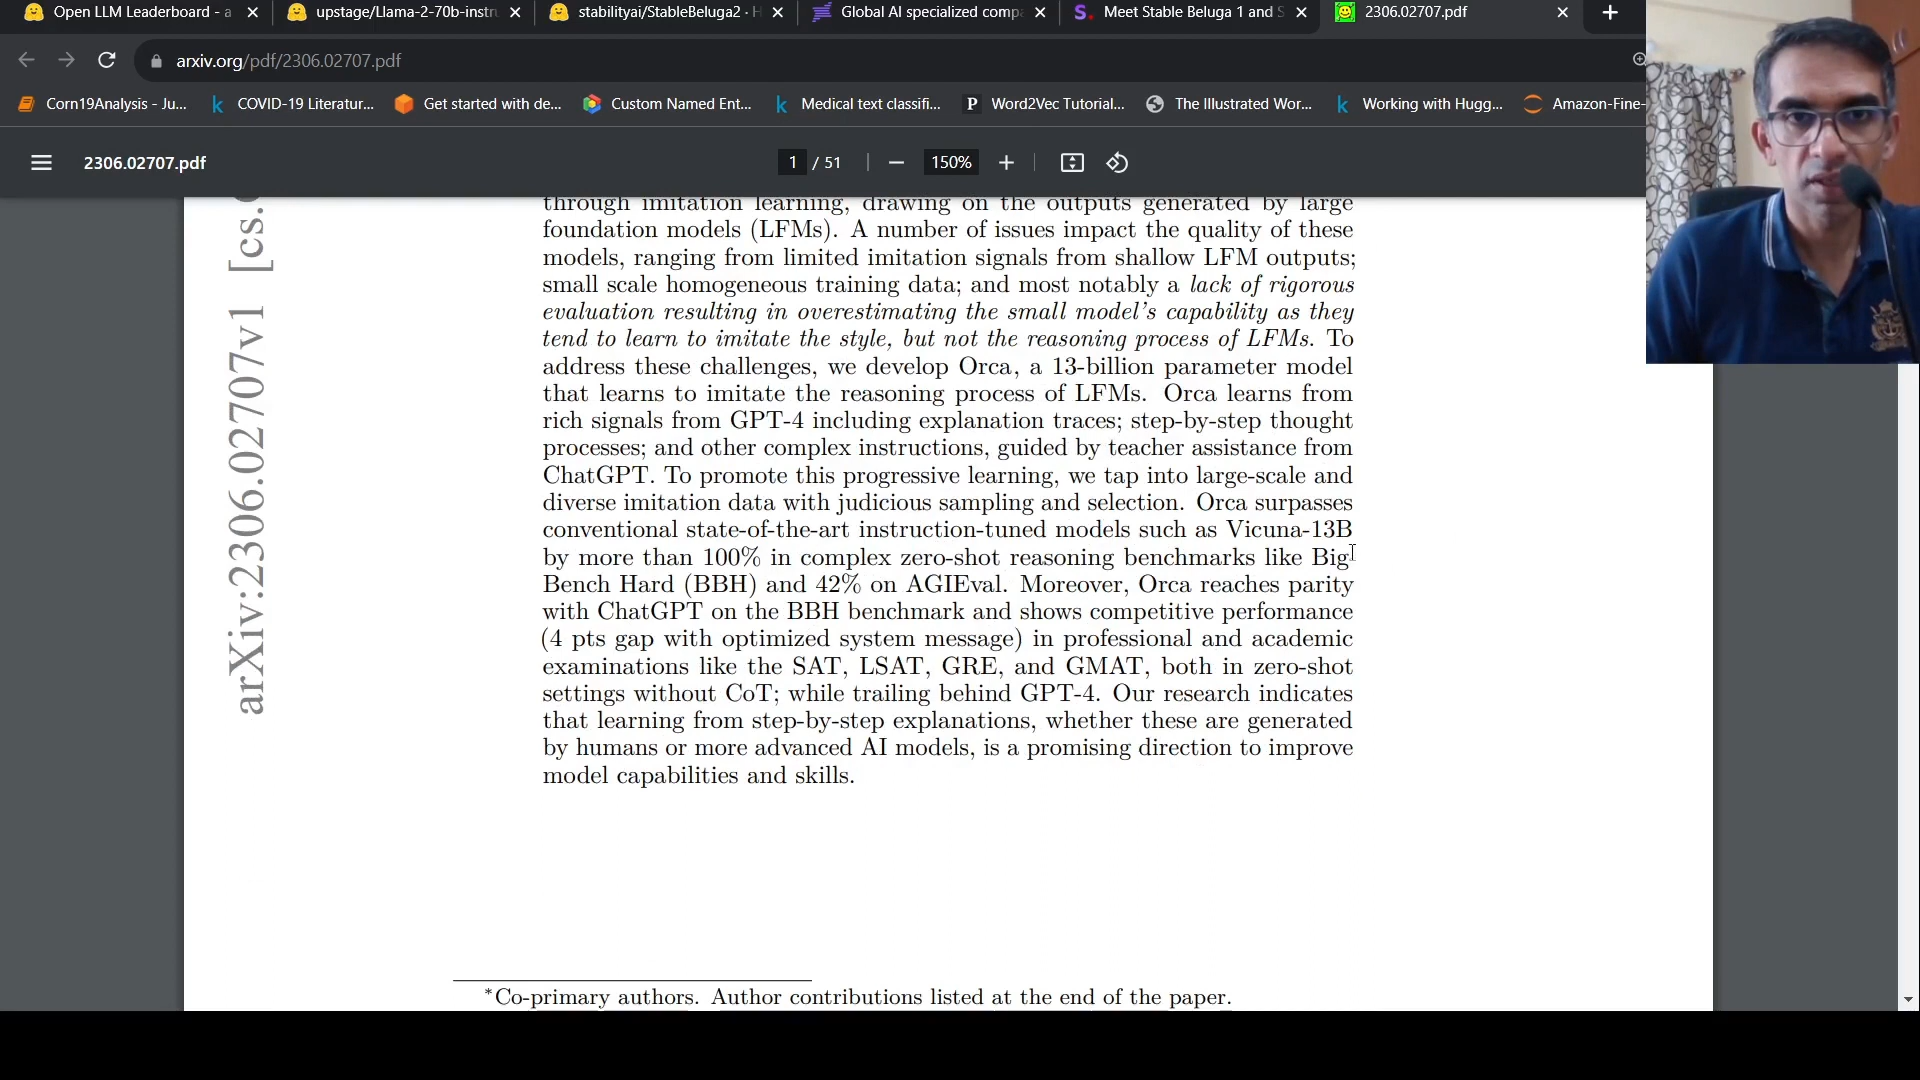 Open LLM Leaderboard - a
upstage/Llama-2-70b-instru
stabilityai/StableBeluga2 · H
Global AI specialized comp
Meet Stable Beluga 1 and S
2306.02707.pdf
arxiv.org/pdf/2306.02707.pdf
Corn19Analysis - Ju...
COVID-19 Literatur...
Get started with de...
Custom Named Ent...
Medical text classifi...
Word2Vec Tutorial...
The Illustrated Wor...
Working with Hugg...
Amazon-Fine-
2306.02707.pdf
1 / 51
150%
arXiv:2306.02707v1 [cs.
through imitation learning, drawing on the outputs generated by large
foundation models (LFMs). A number of issues impact the quality of these
models, ranging from limited imitation signals from shallow LFM outputs;
small scale homogeneous training data; and most notably a lack of rigorous
evaluation resulting in overestimating the small model's capability as they
tend to learn to imitate the style, but not the reasoning process of LFMs. To
address these challenges, we develop Orca, a 13-billion parameter model
that learns to imitate the reasoning process of LFMs. Orca learns from
rich signals from GPT-4 including explanation traces; step-by-step thought
processes; and other complex instructions, guided by teacher assistance from
ChatGPT. To promote this progressive learning, we tap into large-scale and
diverse imitation data with judicious sampling and selection. Orca surpasses
conventional state-of-the-art instruction-tuned models such as Vicuna-13B
by more than 100% in complex zero-shot reasoning benchmarks like Big-
Bench Hard (BBH) and 42% on AGIEval. Moreover, Orca reaches parity
with ChatGPT on the BBH benchmark and shows competitive performance
(4 pts gap with optimized system message) in professional and academic
examinations like the SAT, LSAT, GRE, and GMAT, both in zero-shot
settings without CoT; while trailing behind GPT-4. Our research indicates
that learning from step-by-step explanations, whether these are generated
by humans or more advanced AI models, is a promising direction to improve
model capabilities and skills.
*Co-primary authors. Author contributions listed at the end of the paper.